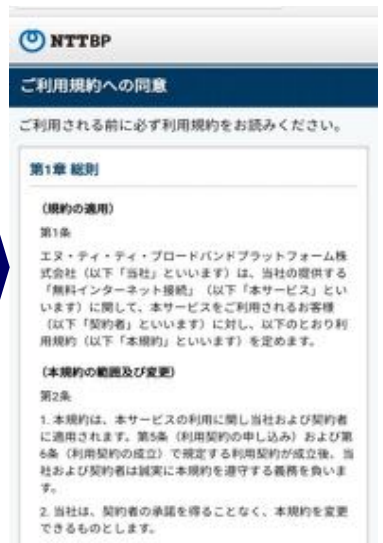 NTTBP
ご利用規約への同意
ご利用される前に必ず利用規約をお読みください。
第1章 総則
（規約の適用）
第1条
エヌ・ティ・ティ・ブロードバンドプラットフォーム株
式会社（以下「当社」といいます）は、当社の提供する
「無料インターネット接続」（以下「本サービス」とい
います）に関して、本サービスをご利用されるお客様
（以下「契約者」といいます）に対し、以下のとおり利
用規約（以下「本規約」といいます）を定めます。
（本規約の範囲及び変更）
第2条
1. 本規約は、本サービスの利用に関し当社および契約者
に適用されます。第5条（利用契約の申し込み）および第
6条（利用契約の成立）で規定する利用契約が成立後、当
社および契約者は誠実に本規約を遵守する義務を負いま
す。
2. 当社は、契約者の承諾を得ることなく、本規約を変更
できるものとします。